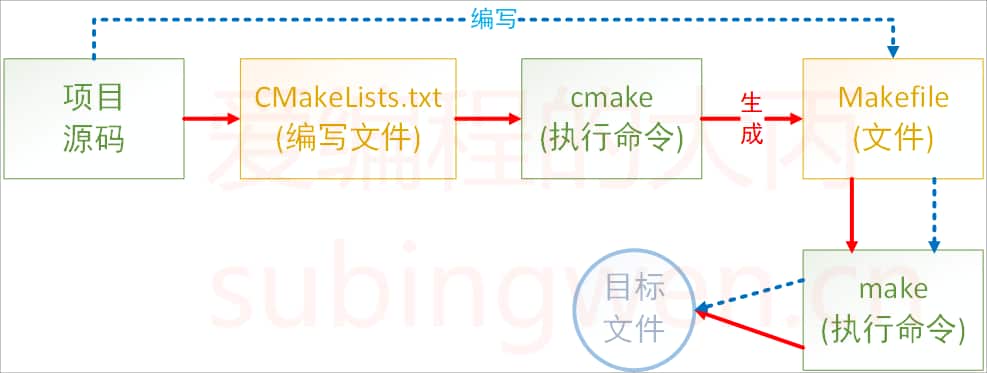 编写
项目
源码
CMakeLists.txt
(编写文件)
cmake
(执行命令)
生
成
Makefile
(文件)
make
(执行命令)
目标
文件
爱编程的大丙
subingwen.cn